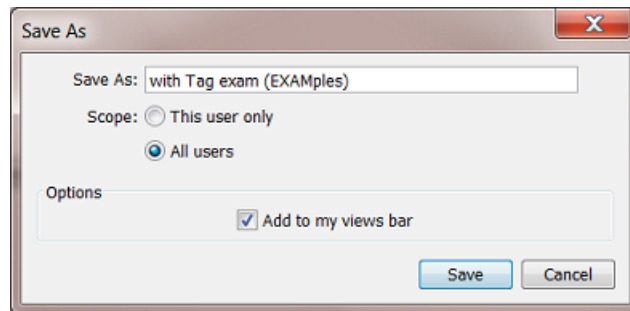 Save As
Save As: with Tag exam (EXAMples)
Scope: This user only
All users
Options
Add to my views bar
Save Cancel